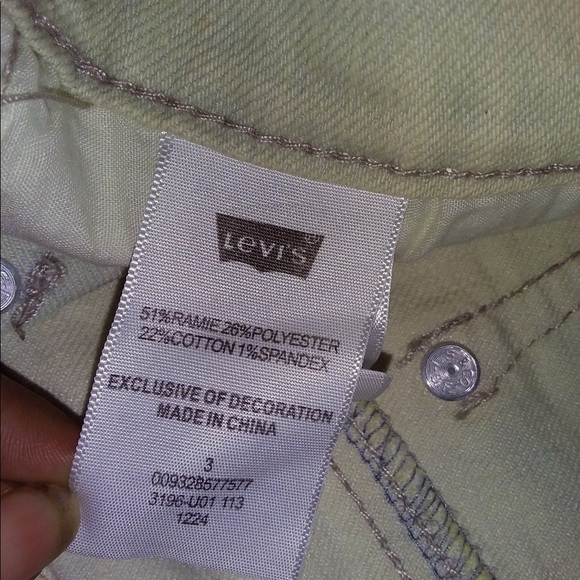 Levi's
51%RAMIE 26%POLYESTER
22%COTTON 1%SPANDEX
EXCLUSIVE OF DECORATION
MADE IN CHINA
3
009328577577
3196-U01 113
1224